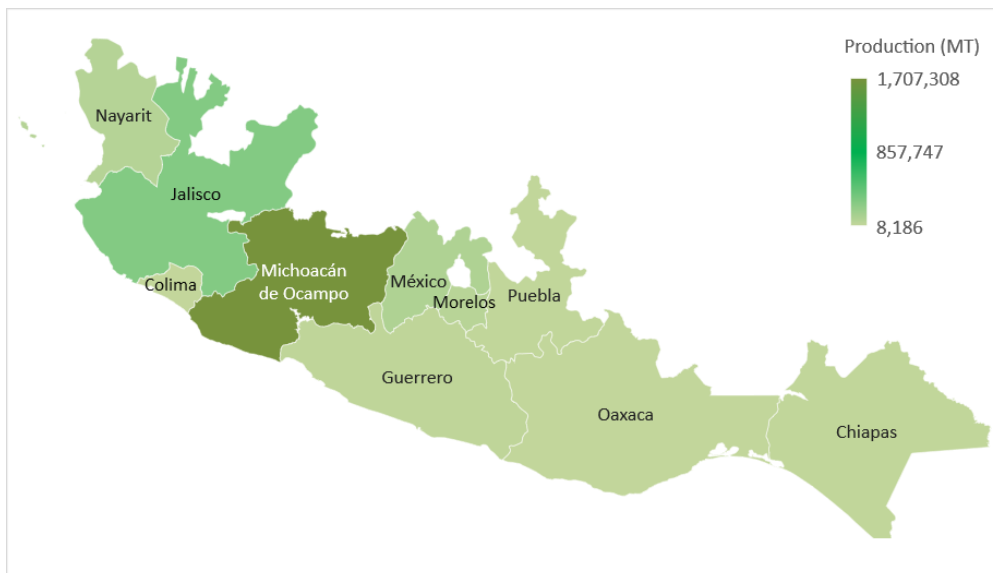 Production (MT)
1,707,308
857,747
8,186
Nayarit
Jalisco
Colima
Michoacán
de Ocampo
México
Morelos
Puebla
Guerrero
Oaxaca
Chiapas